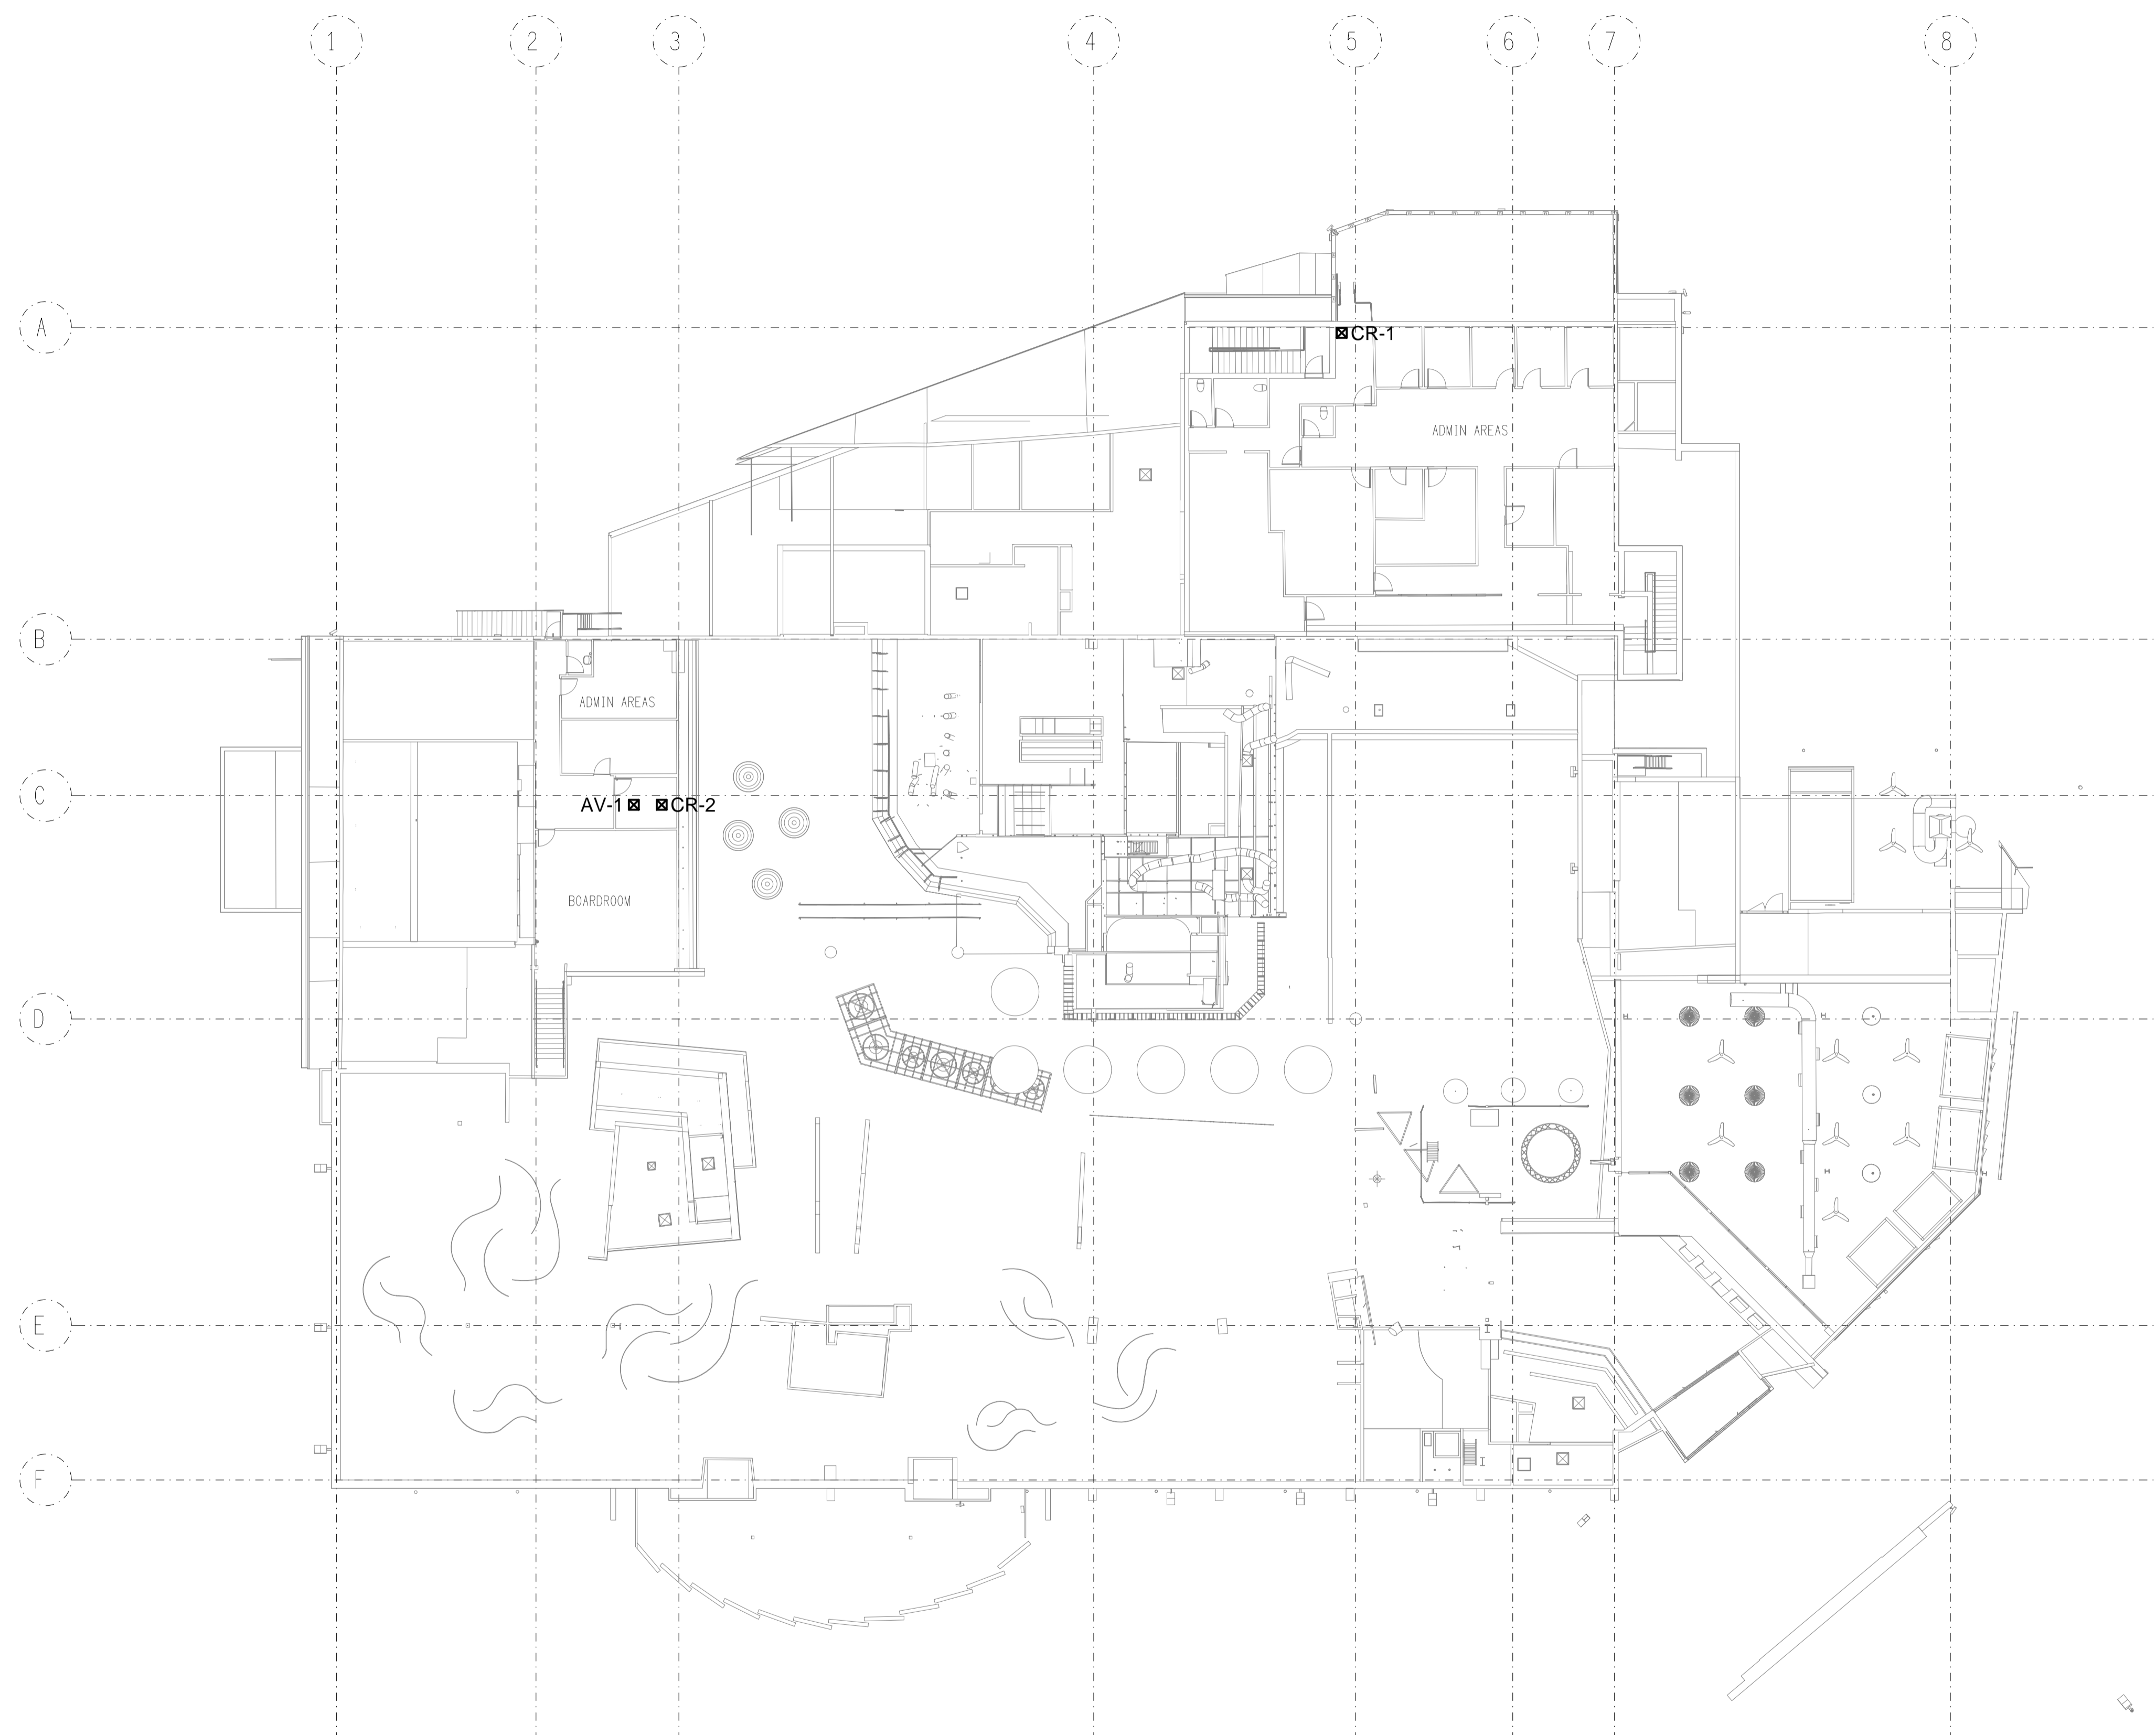 1 2 3 4 5 6 7 8
A
CR-1
ADMIN AREAS
B
ADMIN AREAS
C
AV-1 CR-2
BOARDROOM
D
E
F